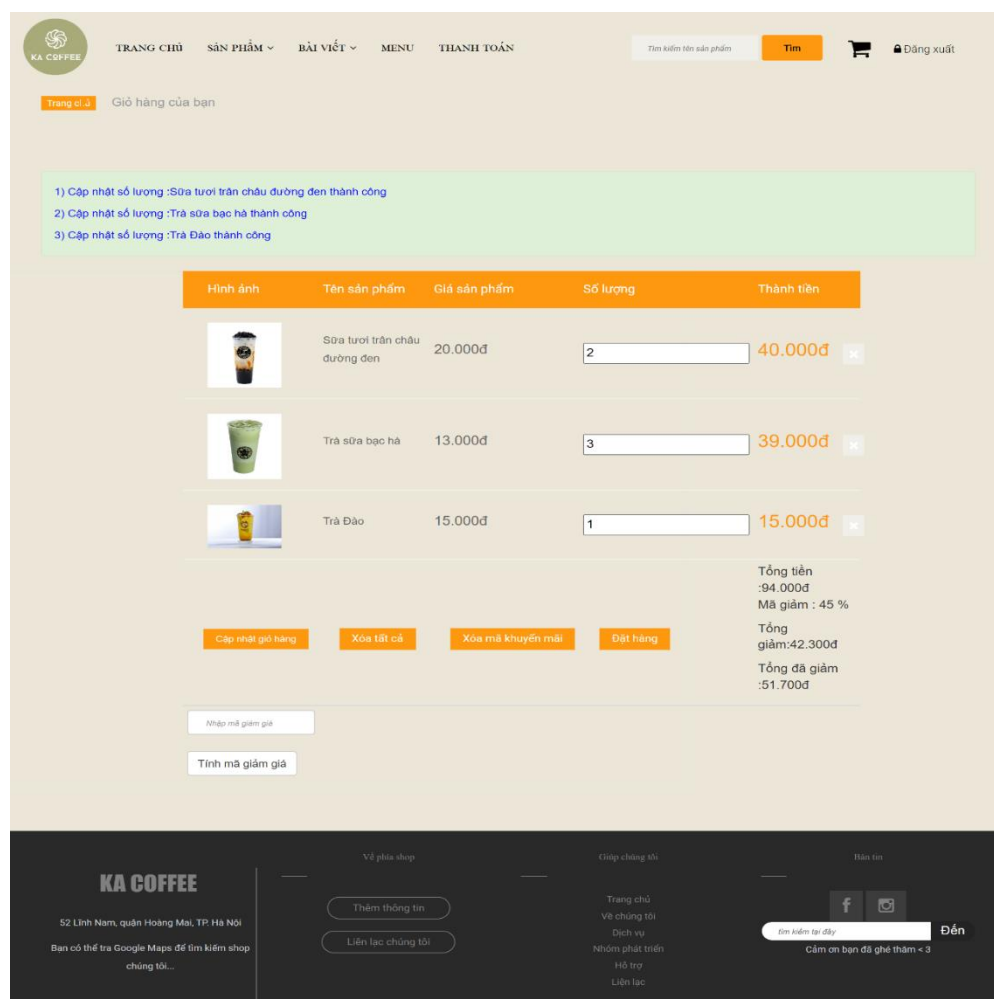 KA COFFEE
TRANG CHỦ SẢN PHẨM BÀI VIẾT MENU THANH TOÁN
Tìm kiếm tên sản phẩm
Tìm
Đăng xuất
Trang Giỏ hàng của bạn
1) Cập nhật số lượng :Sữa tươi trân châu đường đen thành công
2) Cập nhật số lượng :Trà sữa bạc hà thành công
3) Cập nhật số lượng :Trà Đào thành công
Hình ảnh Tên sản phẩm Giá sản phẩm Số lượng Thành tiền
Sữa tươi trân châu
đường đen
20.000đ 2 40.000đ
Trà sữa bạc hà 13.000đ 3 39.000đ
Trà Đào 15.000đ 1 15.000đ
Cập nhật giỏ hàng Xóa tất cả Xóa mã khuyến mãi Đặt hàng
Tổng tiền
:94.000đ
Mã giảm : 45 %
Tổng
giảm:42.300đ
Tổng đã giảm
:51.700đ
Nhập mã giảm giá
Tính mã giảm giá
KA COFFEE
52 Lĩnh Nam, quận Hoàng Mai, TP. Hà Nội
Bạn có thể tra Google Maps để tìm kiếm shop
chúng tôi...
Về phía shop
Thêm thông tin
Liên lạc chúng tôi
Giúp chúng tôi
Trang chủ
Về chúng tôi
Dịch vụ
Nhóm phát triển
Hỗ trợ
Liên lạc
Bản tin
tìm kiếm tại đây Đến
Cảm ơn bạn đã ghé thăm < 3